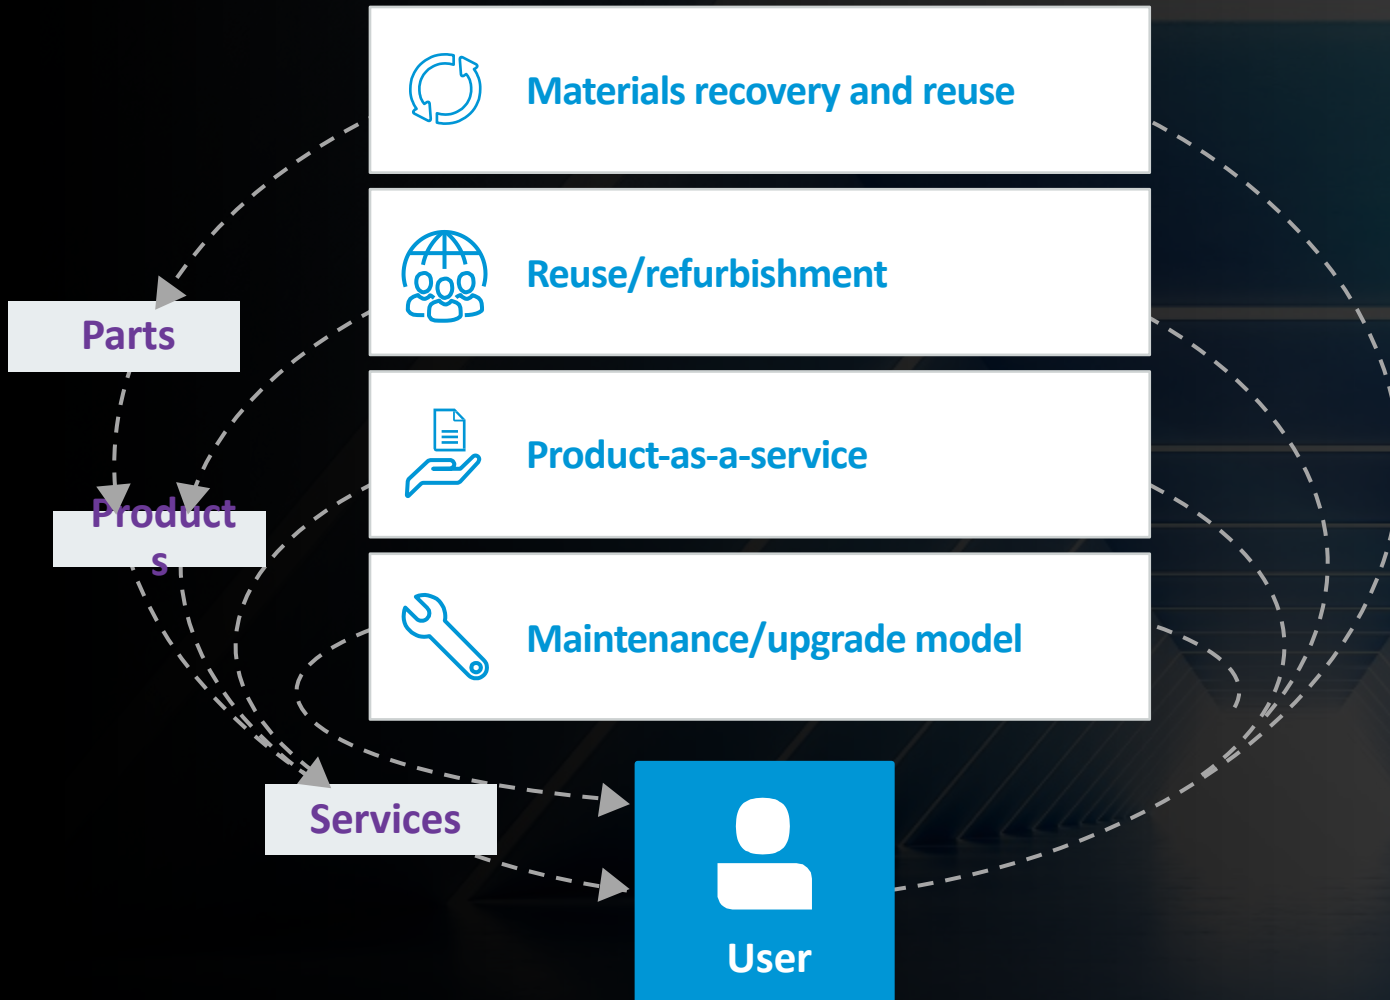 Materials recovery and reuse
Reuse/refurbishment
Parts
Product-as-a-service
Product
s
Maintenance/upgrade model
Services
User